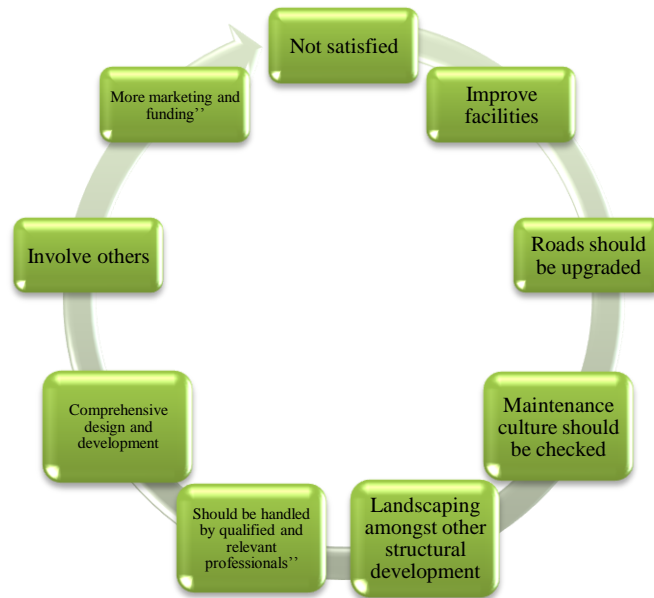 Not satisfied
Improve
facilities
Roads should
be upgraded
Maintenance
culture should
be checked
Landscaping
amongst other
structural
development
Should be handled
by qualified and
relevant
professionals’’
Comprehensive
design and
development
Involve others
More marketing and
funding’’